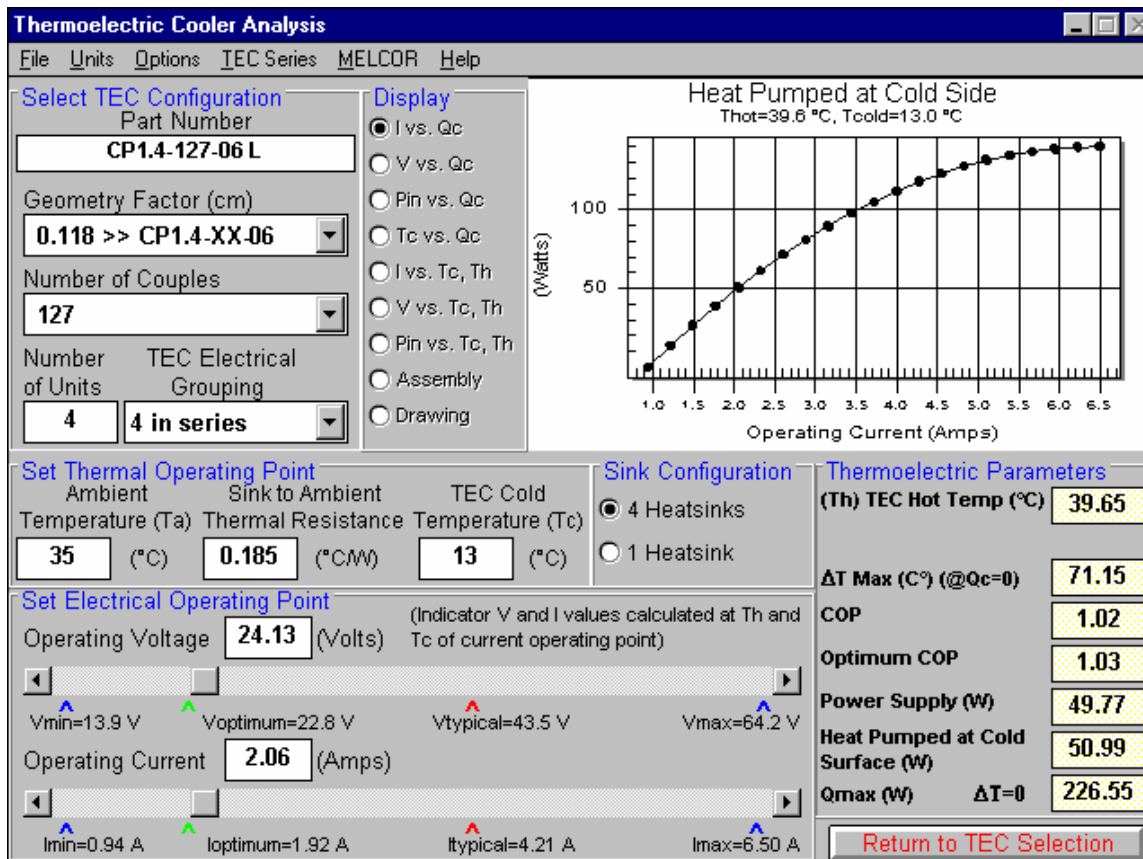 Thermoelectric Cooler Analysis
File Units Options TEC Series MELCOR Help
Select TEC Configuration
Part Number
CP1.4-127-06 L
Geometry Factor (cm)
0.118 >> CP1.4-XX-06
Number of Couples
127
Number of Units
4
TEC Electrical Grouping
4 in series
Display
I vs. Qc
V vs. Qc
Pin vs. Qc
Tc vs. Qc
I vs. Tc, Th
V vs. Tc, Th
Pin vs. Tc, Th
Assembly
Drawing
Heat Pumped at Cold Side
Thot=39.6 ºC, Tcold=13.0 ºC
(Watts)
100
50
1.0 1.5 2.0 2.5 3.0 3.5 4.0 4.5 5.0 5.5 6.0 6.5
Operating Current (Amps)
Set Thermal Operating Point
Ambient
Temperature (Ta)
35 (°C)
Sink to Ambient
Thermal Resistance
0.185 (°C/W)
TEC Cold
Temperature (Tc)
13 (°C)
Sink Configuration
4 Heatsinks
1 Heatsink
Set Electrical Operating Point
(Indicator V and I values calculated at Th and
Tc of current operating point)
Operating Voltage 24.13 (Volts)
Vmin=13.9 V Voptimum=22.8 V Vtypical=43.5 V Vmax=64.2 V
Operating Current 2.06 (Amps)
Imin=0.94 A Ioptimum=1.92 A Itypical=4.21 A Imax=6.50 A
Thermoelectric Parameters
(Th) TEC Hot Temp (°C) 39.65
ΔT Max (C°) (@Qc=0) 71.15
COP 1.02
Optimum COP 1.03
Power Supply (W) 49.77
Heat Pumped at Cold
Surface (W) 50.99
Qmax (W) ΔT=0 226.55
Return to TEC Selection